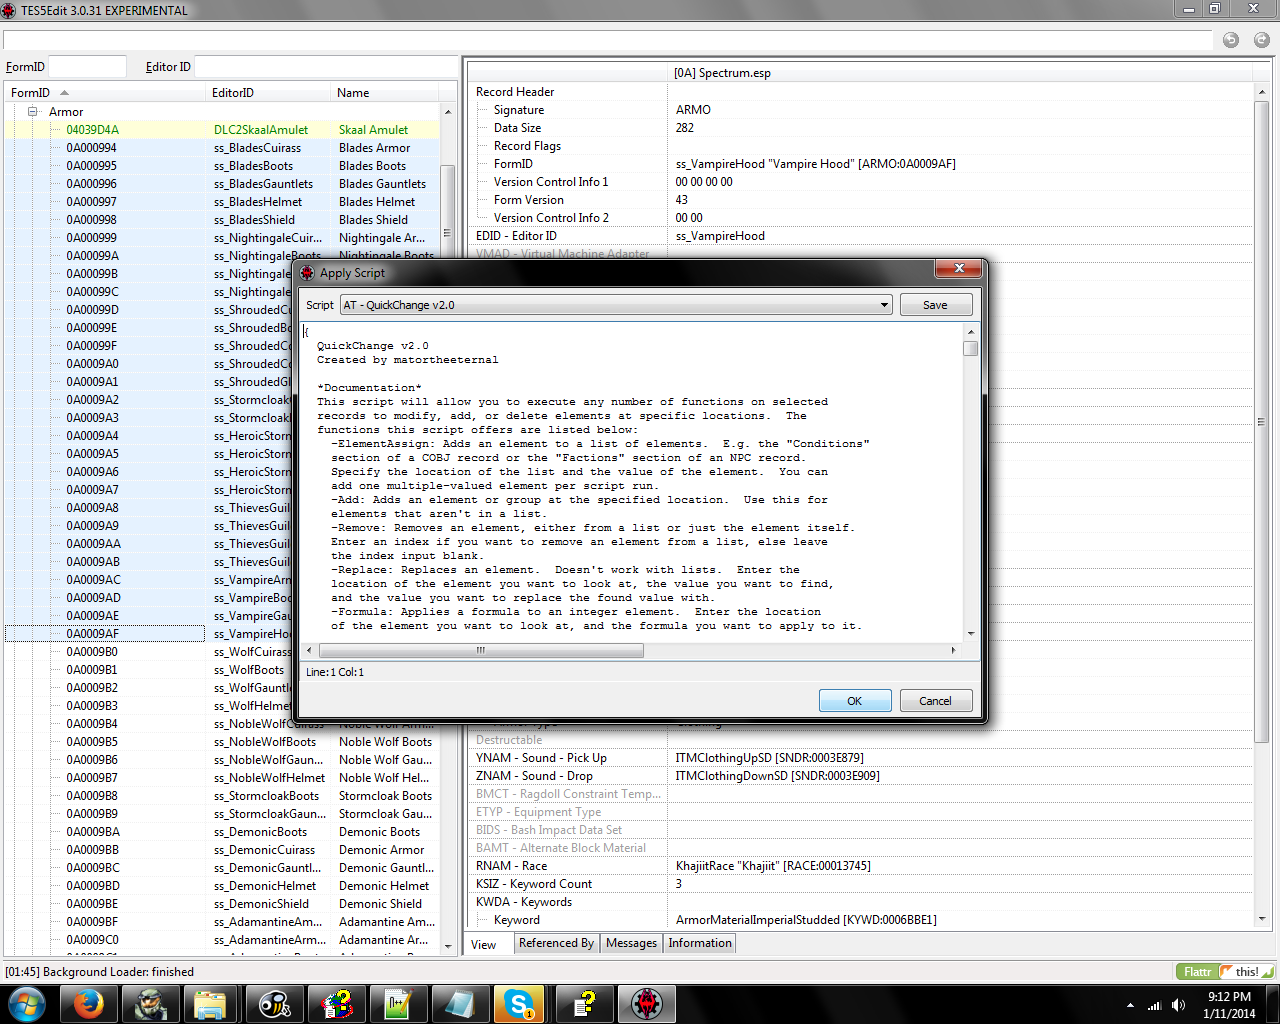 TES5Edit 3.0.31 EXPERIMENTAL
FormID
Editor ID
FormID EditorID Name
Armor
04039D4A DLC2SkaalAmulet Skaal Amulet
0A000994 ss_BladesCuirass Blades Armor
0A000995 ss_BladesBoots Blades Boots
0A000996 ss_BladesGauntlets Blades Gauntlets
0A000997 ss_BladesHelmet Blades Helmet
0A000998 ss_BladesShield Blades Shield
0A000999 ss_NightingaleCuir... Nightingale Ar...
0A00099A ss_NightingaleBoots Nightingale Boots
0A00099B ss_Nightingale
0A00099C ss_Nightingale
0A00099D ss_ShroudedCu
0A00099E ss_ShroudedBo
0A00099F ss_ShroudedCo
0A0009A0 ss_ShroudedCo
0A0009A1 ss_ShroudedGl
0A0009A2 ss_Stormcloak
0A0009A3 ss_Stormcloak
0A0009A4 ss_HeroicStorn
0A0009A5 ss_HeroicStorn
0A0009A6 ss_HeroicStorn
0A0009A7 ss_HeroicStorn
0A0009A8 ss_ThievesGuil
0A0009A9 ss_ThievesGuil
0A0009AA ss_ThievesGuil
0A0009AB ss_ThievesGuil
0A0009AC ss_VampireArn
0A0009AD ss_VampireBoo
0A0009AE ss_VampireGau
0A0009AF ss_VampireHoo
0A0009B0 ss_WolfCuirass
0A0009B1 ss_WolfBoots
0A0009B2 ss_WolfGauntle
0A0009B3 ss_WolfHelmet
0A0009B4 ss_NobleWolfCuirass Noble Wolf Arm...
0A0009B5 ss_NobleWolfBoots Noble Wolf Boots
0A0009B6 ss_NobleWolfGaun... Noble Wolf Gau...
0A0009B7 ss_NobleWolfHelmet Noble Wolf Hel...
0A0009B8 ss_StormcloakBoots Stormcloak Boots
0A0009B9 ss_StormcloakGaun... Stormcloak Gau...
0A0009BA ss_DemonicBoots Demonic Boots
0A0009BB ss_DemonicCuirass Demonic Armor
0A0009BC ss_DemonicGauntl... Demonic Gauntl...
0A0009BD ss_DemonicHelmet Demonic Helmet
0A0009BE ss_DemonicShield Demonic Shield
0A0009BF ss_AdamantineAm... Adamantine Am...
0A0009C0 ss_AdamantineArm... Adamantine Ar...
[0A] Spectrum.esp
Record Header
Signature ARMO
Data Size 282
Record Flags
FormID ss_VampireHood "Vampire Hood" [ARMO:0A0009AF]
Version Control Info 1 00 00 00 00
Form Version 43
Version Control Info 2 00 00
EDID - Editor ID ss_VampireHood
VMAD - Virtual Machine Adapter
Apply Script
Script AT - QuickChange v2.0 Save
{
QuickChange v2.0
Created by matortheeternal
*Documentation*
This script will allow you to execute any number of functions on selected
records to modify, add, or delete elements at specific locations. The
functions this script offers are listed below:
-ElementAssign: Adds an element to a list of elements. E.g. the "Conditions"
section of a COBJ record or the "Factions" section of an NPC record.
Specify the location of the list and the value of the element. You can
add one multiple-valued element per script run.
-Add: Adds an element or group at the specified location. Use this for
elements that aren't in a list.
-Remove: Removes an element, either from a list or just the element itself.
Enter an index if you want to remove an element from a list, else leave
the index input blank.
-Replace: Replaces an element. Doesn't work with lists. Enter the
location of the element you want to look at, the value you want to find,
and the value you want to replace the found value with.
-Formula: Applies a formula to an integer element. Enter the location
of the element you want to look at, and the formula you want to apply to it.
Line:1 Col:1
OK Cancel
Armor Type Clothing
Destructable
YNAM - Sound - Pick Up ITMClothingUpSD [SNDR:0003E879]
ZNAM - Sound - Drop ITMClothingDownSD [SNDR:0003E909]
BMCT - Ragdoll Constraint Temp...
ETYP - Equipment Type
BIDS - Bash Impact Data Set
BAMT - Alternate Block Material
RNAM - Race KhajiitRace "Khajiit" [RACE:00013745]
KSIZ - Keyword Count 3
KWDA - Keywords
Keyword ArmorMaterialImperialStudded [KYWD:0006BBE1]
View Referenced By Messages Information
[01:45] Background Loader: finished
Flattr this!
9:12 PM
1/11/2014